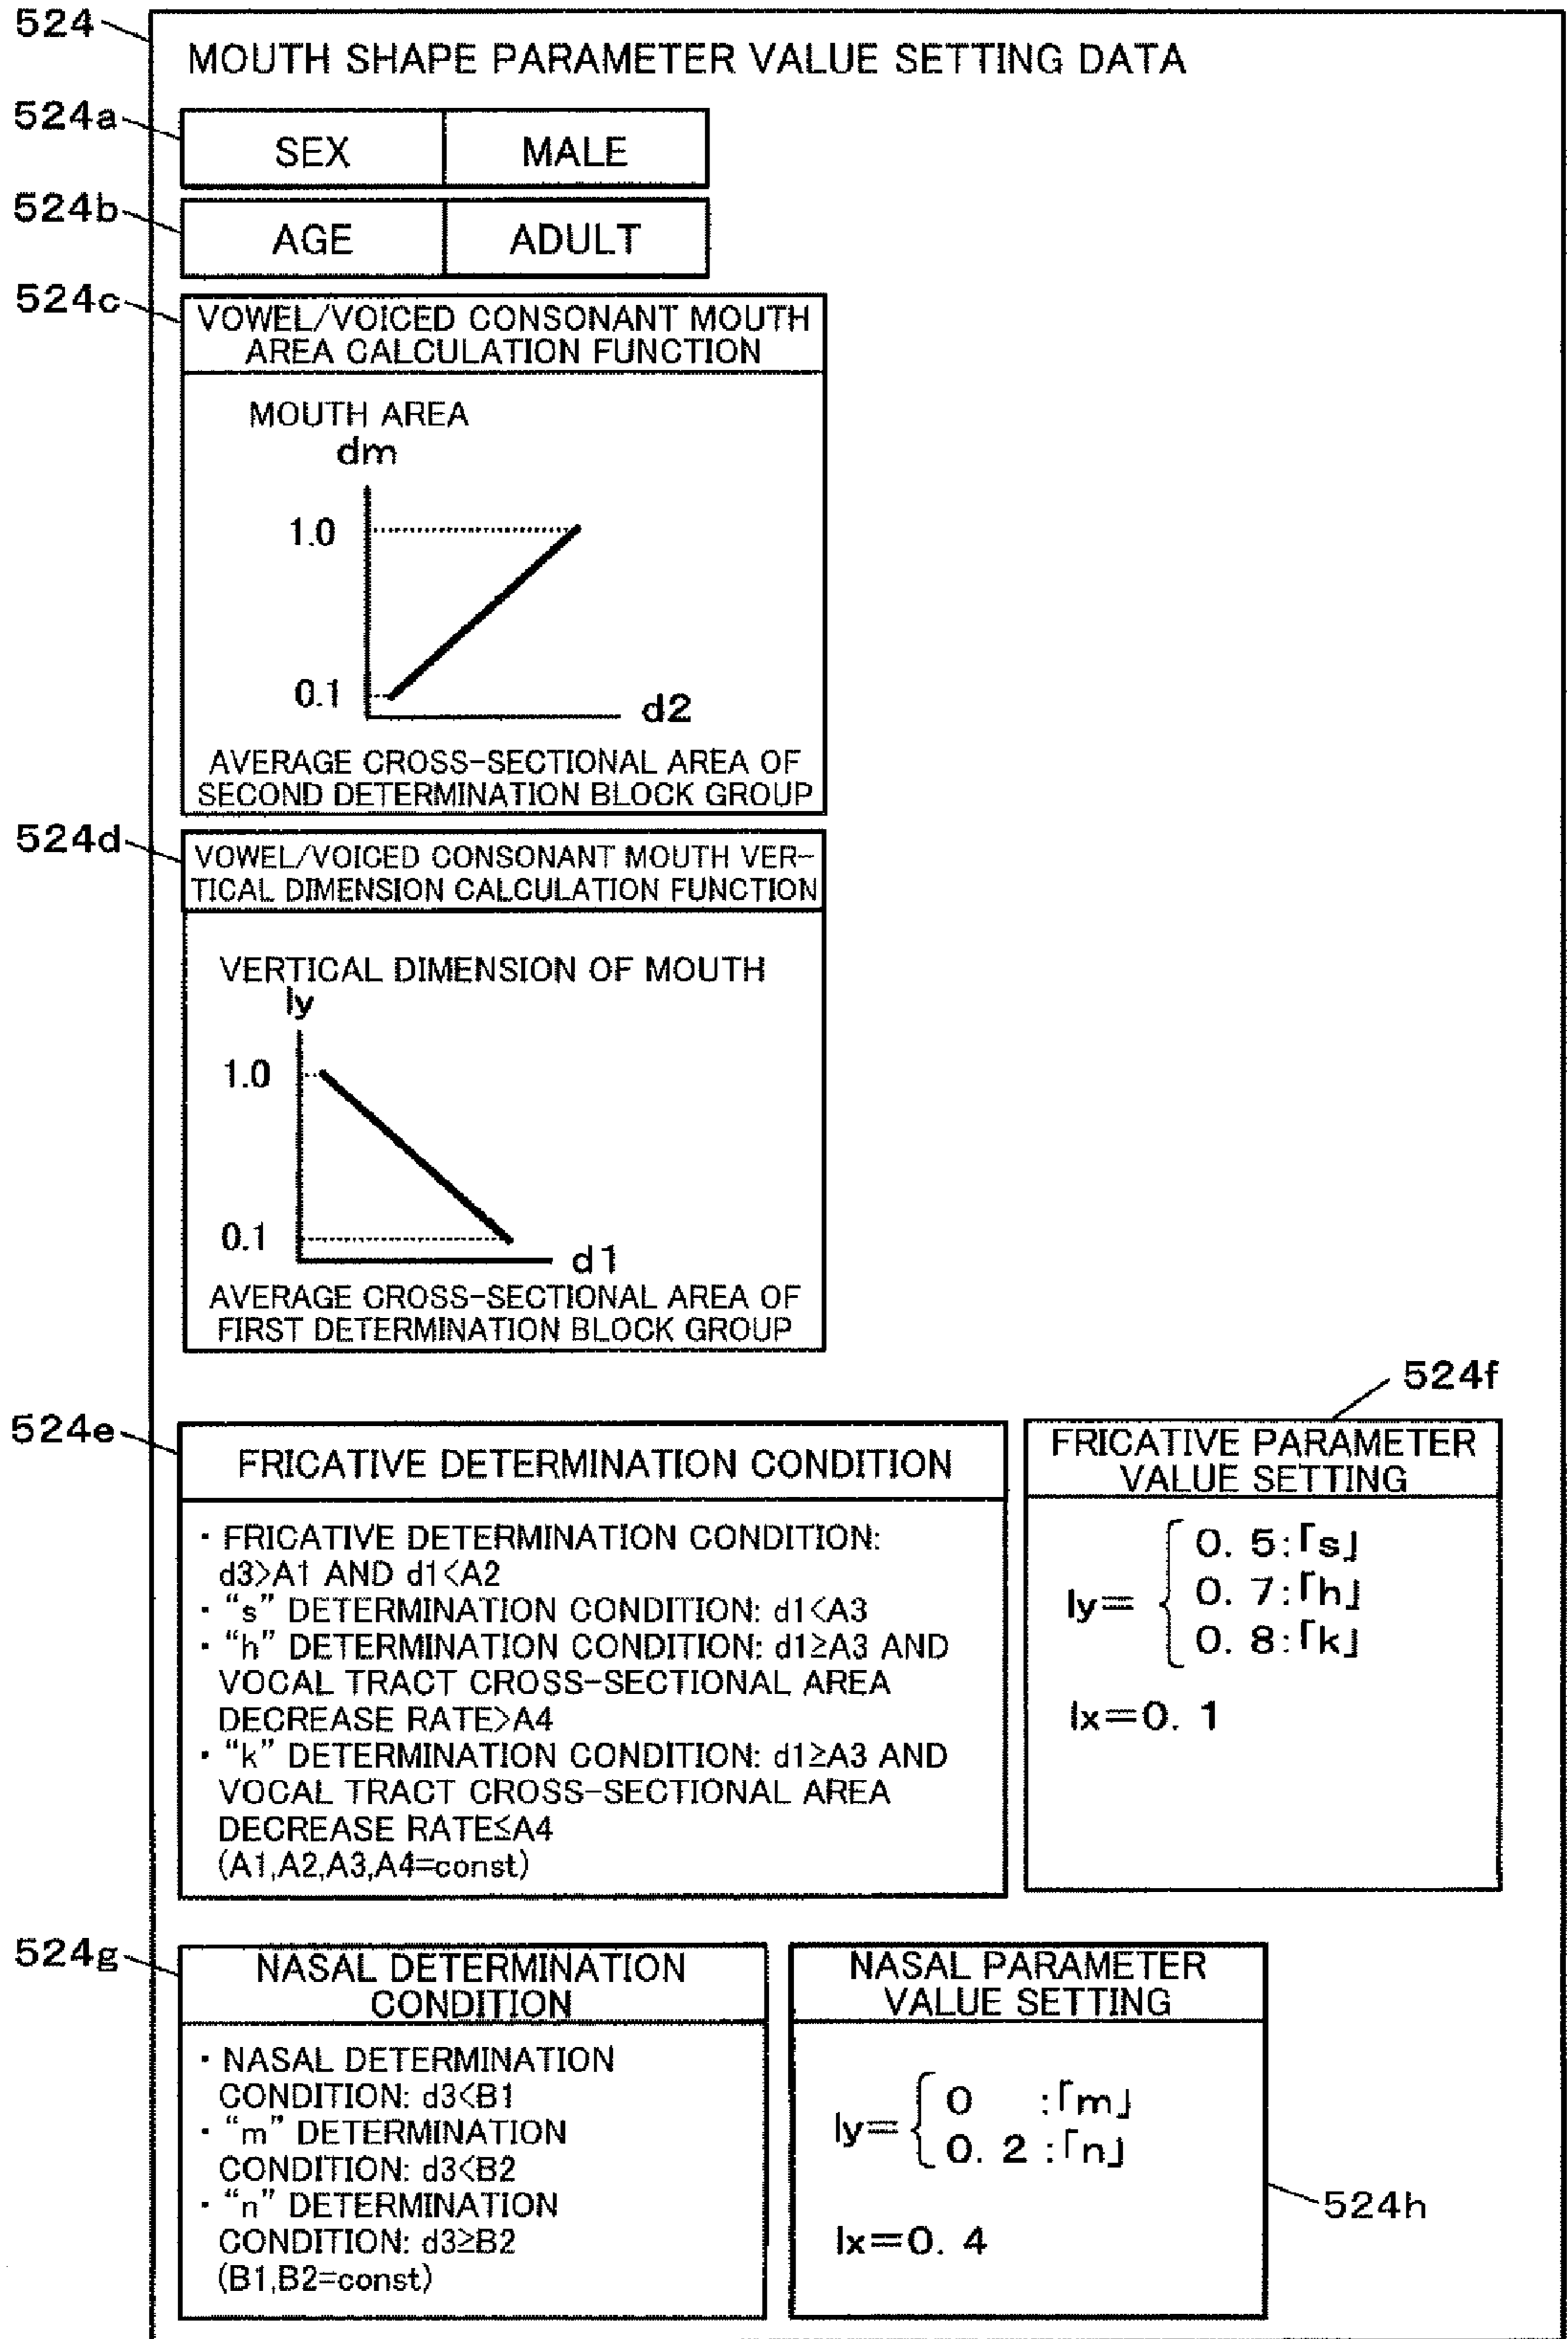 524
MOUTH SHAPE PARAMETER VALUE SETTING DATA
524a
SEX MALE
524b
AGE ADULT
524c
VOWEL/VOICED CONSONANT MOUTH
AREA CALCULATION FUNCTION
MOUTH AREA
dm
1.0
0.1
d2
AVERAGE CROSS-SECTIONAL AREA OF
SECOND DETERMINATION BLOCK GROUP
524d
VOWEL/VOICED CONSONANT MOUTH VER-
TICAL DIMENSION CALCULATION FUNCTION
VERTICAL DIMENSION OF MOUTH
ly
1.0
0.1
d1
AVERAGE CROSS-SECTIONAL AREA OF
FIRST DETERMINATION BLOCK GROUP
524e
FRICATIVE DETERMINATION CONDITION
・FRICATIVE DETERMINATION CONDITION:
d3>A1 AND d1<A2
・“s” DETERMINATION CONDITION: d1<A3
・“h” DETERMINATION CONDITION: d1≥A3 AND
VOCAL TRACT CROSS-SECTIONAL AREA
DECREASE RATE>A4
・“k” DETERMINATION CONDITION: d1≥A3 AND
VOCAL TRACT CROSS-SECTIONAL AREA
DECREASE RATE≤A4
(A1,A2,A3,A4=const)
524f
FRICATIVE PARAMETER
VALUE SETTING
0. 5:「s」
ly= { 0. 7:「h」
0. 8:「k」
lx=0. 1
524g
NASAL DETERMINATION
CONDITION
・NASAL DETERMINATION
CONDITION: d3<B1
・“m” DETERMINATION
CONDITION: d3<B2
・“n” DETERMINATION
CONDITION: d3≥B2
(B1,B2=const)
NASAL PARAMETER
VALUE SETTING
ly= { 0 :「m」
0. 2 :「n」
lx=0. 4
524h